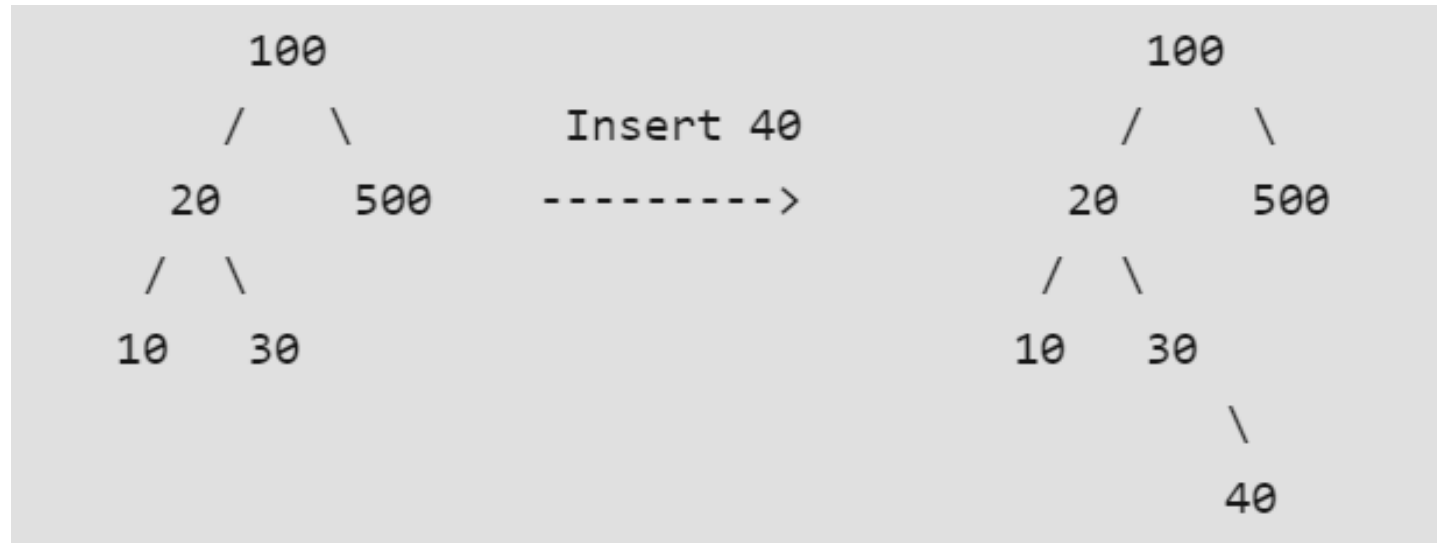 100 100
/ \ Insert 40 / \
20 500 ---------> 20 500
/ \ / \
10 30 10 30
\
40